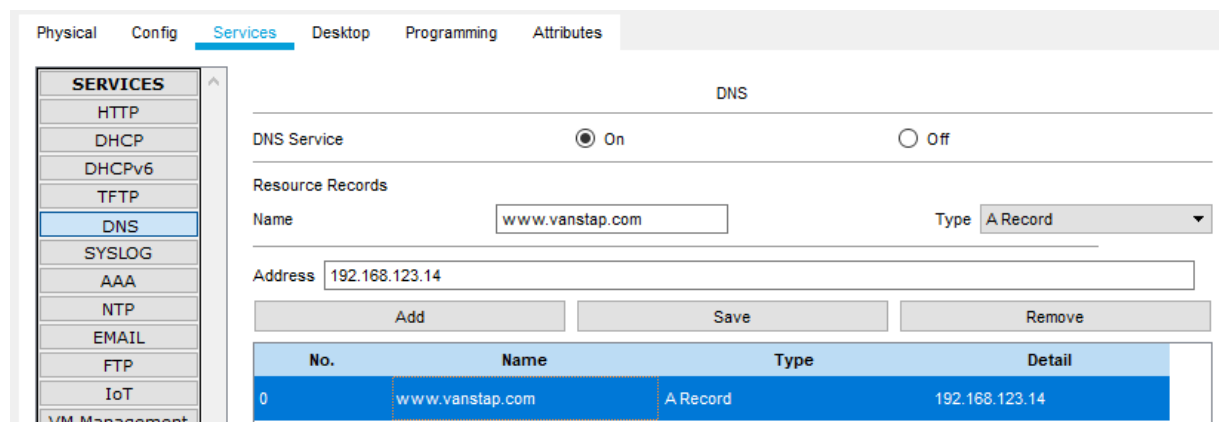 Physical Config Services Desktop Programming Attributes
SERVICES
HTTP
DHCP
DHCPv6
TFTP
DNS
SYSLOG
AAA
NTP
EMAIL
FTP
IoT
VM Management
DNS
DNS Service On Off
Resource Records
Name www.vanstap.com Type A Record
Address 192.168.123.14
Add Save Remove
No. Name Type Detail
0 www.vanstap.com A Record 192.168.123.14